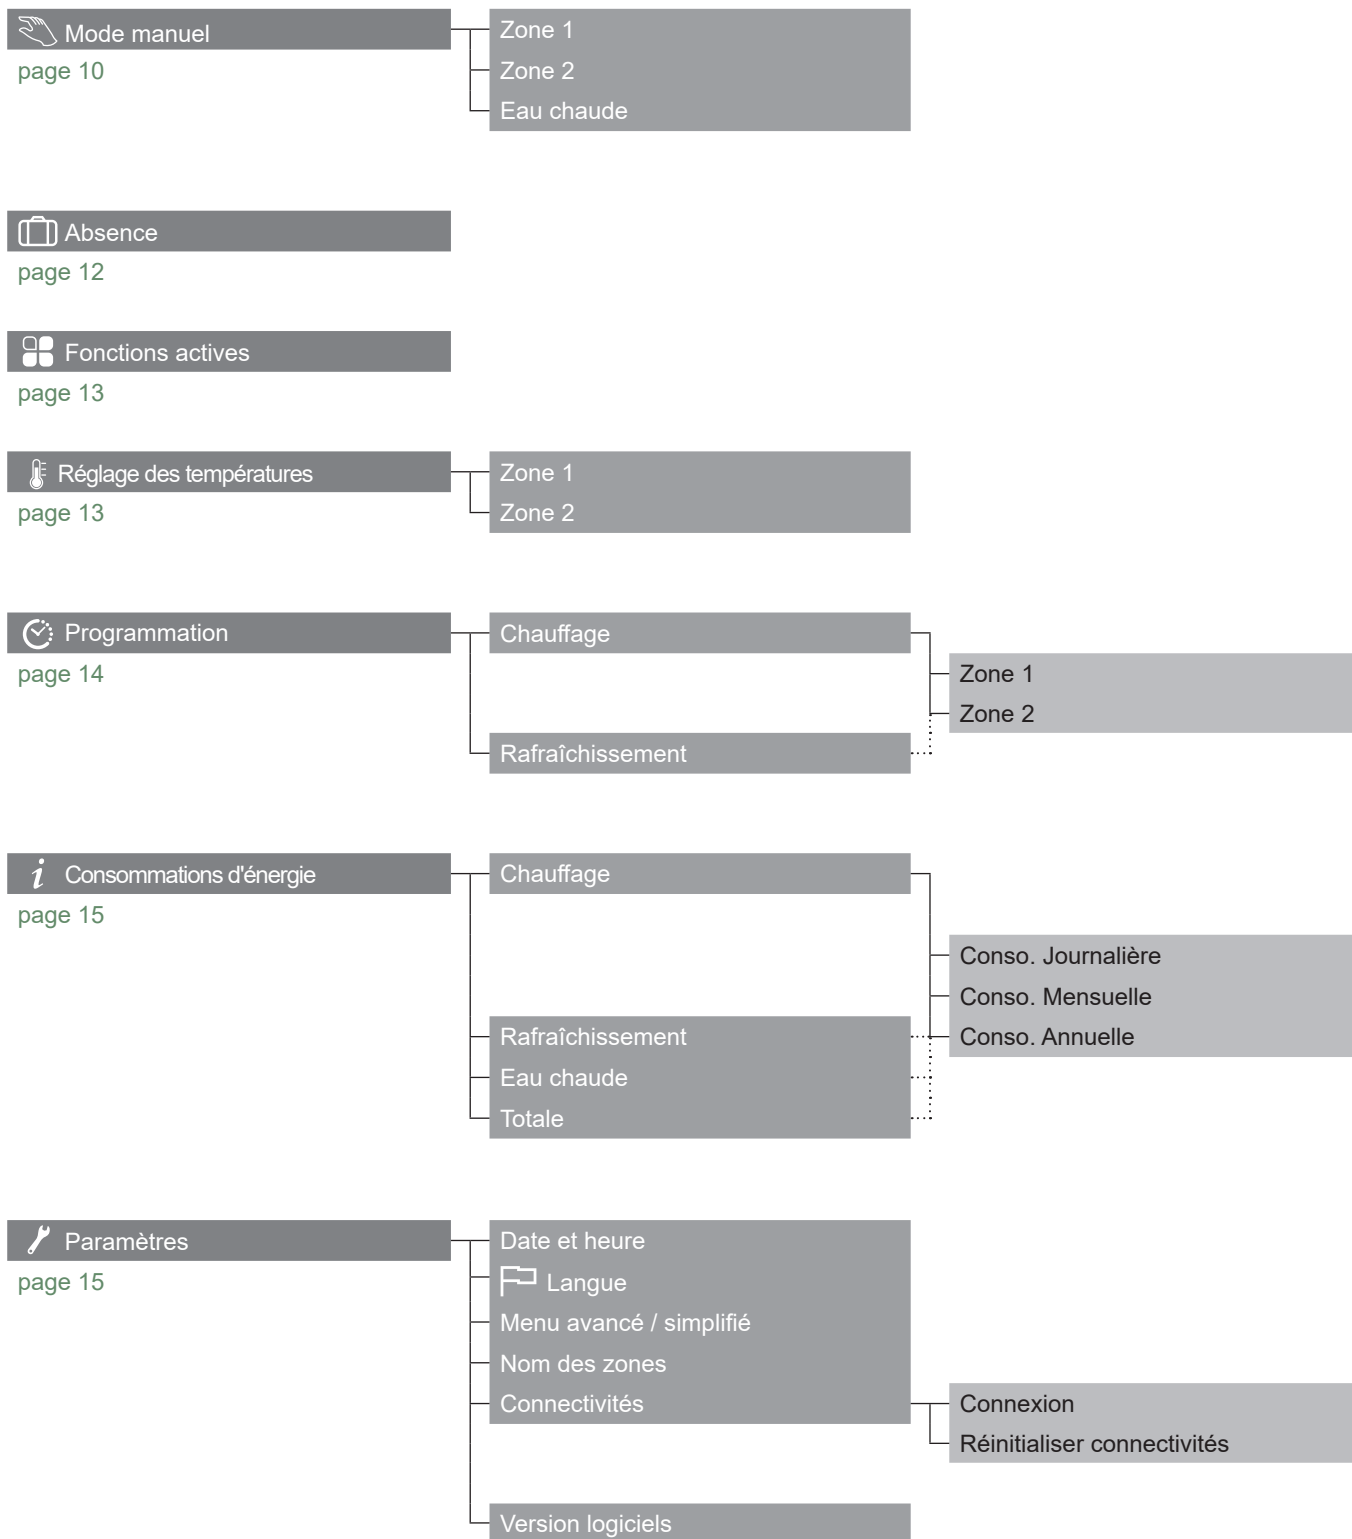 Mode manuel
page 10
Zone 1
Zone 2
Eau chaude
Absence
page 12
Fonctions actives
page 13
Réglage des températures
page 13
Zone 1
Zone 2
Programmation
page 14
Chauffage
Zone 1
Zone 2
Rafraîchissement
Consommations d'énergie
page 15
Chauffage
Conso. Journalière
Conso. Mensuelle
Conso. Annuelle
Rafraîchissement
Eau chaude
Totale
Paramètres
page 15
Date et heure
Langue
Menu avancé / simplifié
Nom des zones
Connectivités
Connexion
Réinitialiser connectivités
Version logiciels